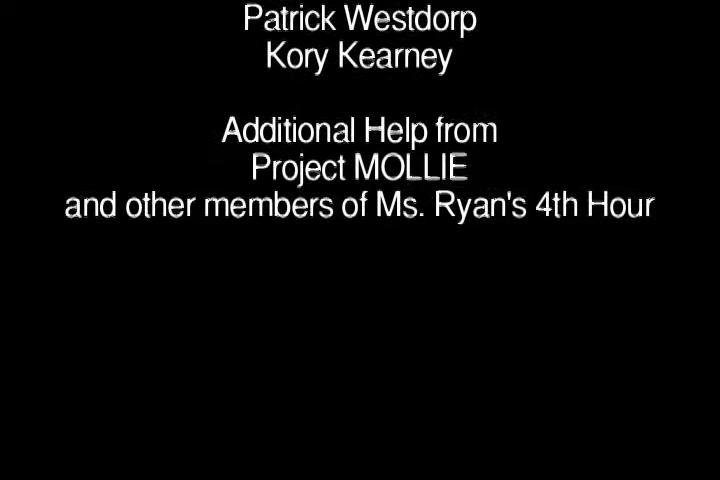 Patrick Westdorp
Kory Kearney
Additional Help from
Project MOLLIE
and other members of Ms. Ryan's 4th Hour